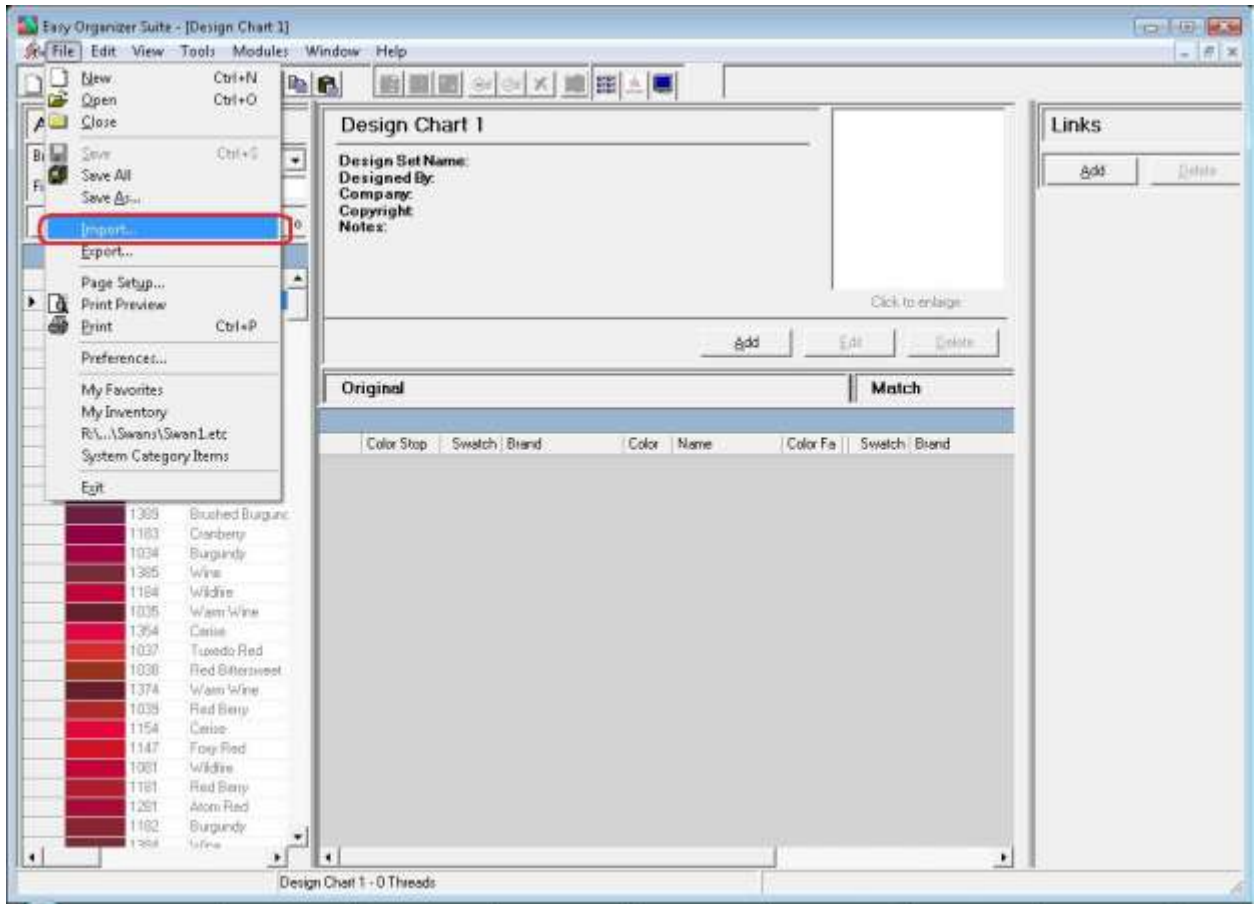 Easy Organizer Suite - [Design Chart 1]
File Edit View Tools Modules Window Help
New Ctrl+N
Open Ctrl+O
Close
Save Ctrl+S
Save All
Save As...
Import...
Export...
Page Setup...
Print Preview
Print Ctrl+P
Preferences...
My Favorites
My Inventory
R:\...\Swans\Swan1.etc
System Category Items
Exit
Design Chart 1
Design Set Name:
Designed By:
Company:
Copyright
Notes:
Click to enlarge
Add Edit Delete
Links
Add Delete
Original Match
Color Stop Swatch Brand Color Name Color Fa Swatch Brand
1389 Brushed Burgunc
1183 Cranberry
1034 Burgundy
1385 Wine
1184 Wildfire
1035 Warm Wine
1354 Cerise
1037 Tuxedo Red
1038 Red Bittersweet
1374 Warm Wine
1039 Red Berry
1154 Cerise
1147 Foxy Red
1081 Wildfire
1181 Red Berry
1281 Atom Red
1182 Burgundy
1384 Wine
Design Chart 1 - 0 Threads